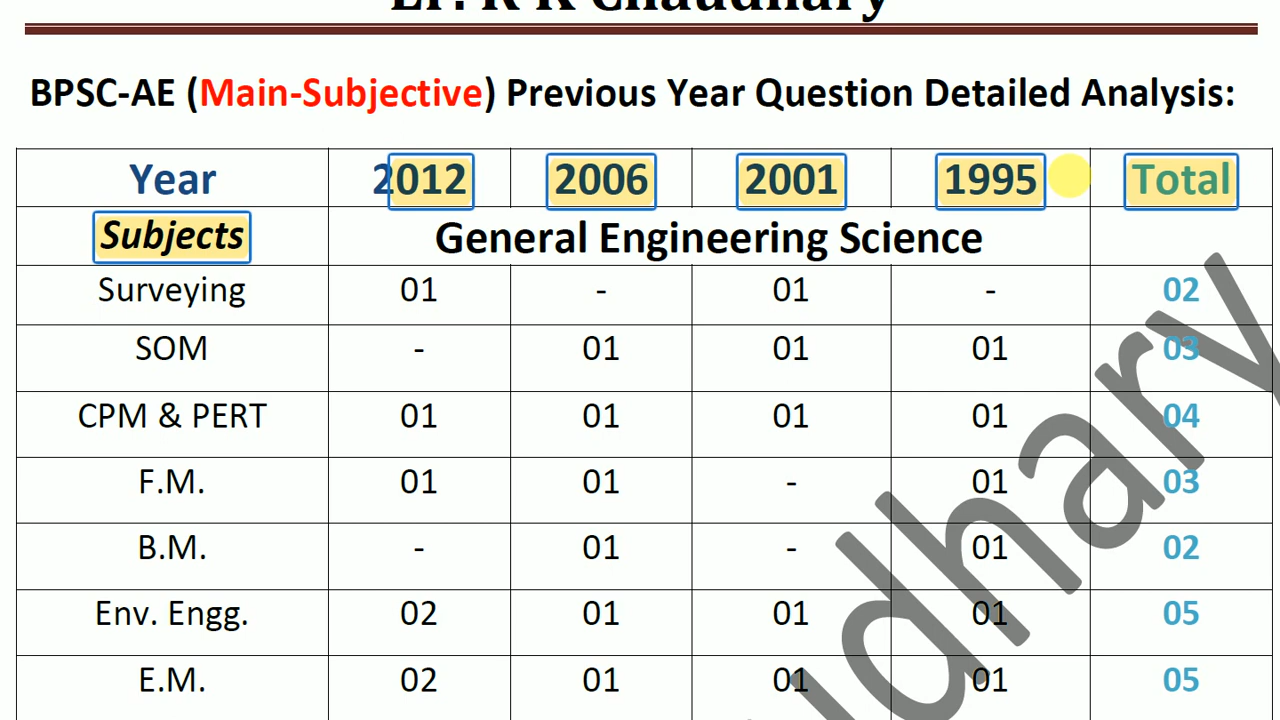 Er. R K Chaudhary
BPSC-AE (Main-Subjective) Previous Year Question Detailed Analysis:
Year 2012 2006 2001 1995 Total
Subjects General Engineering Science
Surveying 01 - 01 - 02
SOM - 01 01 01 03
CPM & PERT 01 01 01 01 04
F.M. 01 01 - 01 03
B.M. - 01 - 01 02
Env. Engg. 02 01 01 01 05
E.M. 02 01 01 01 05